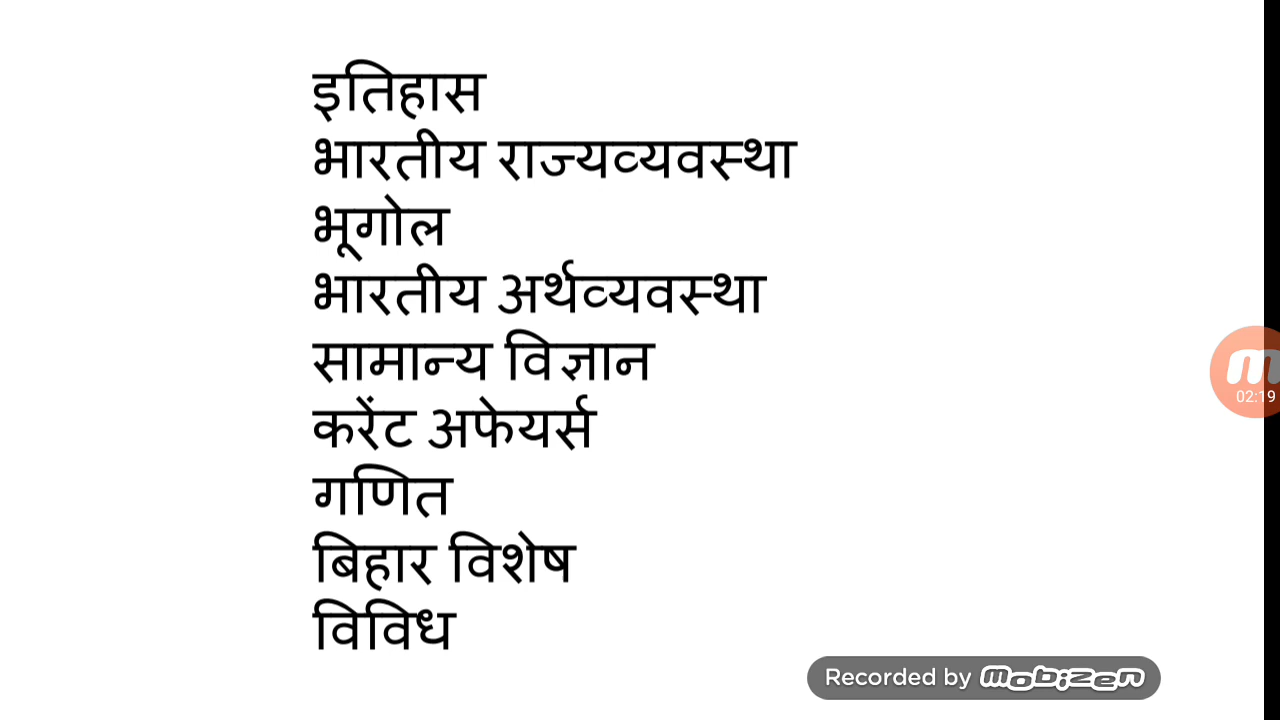 इतिहास
भारतीय राज्यव्यवस्था
भूगोल
भारतीय अर्थव्यवस्था
सामान्य विज्ञान
करेंट अफेयर्स
गणित
बिहार विशेष
विविध
m
02:19
Recorded by mobizen